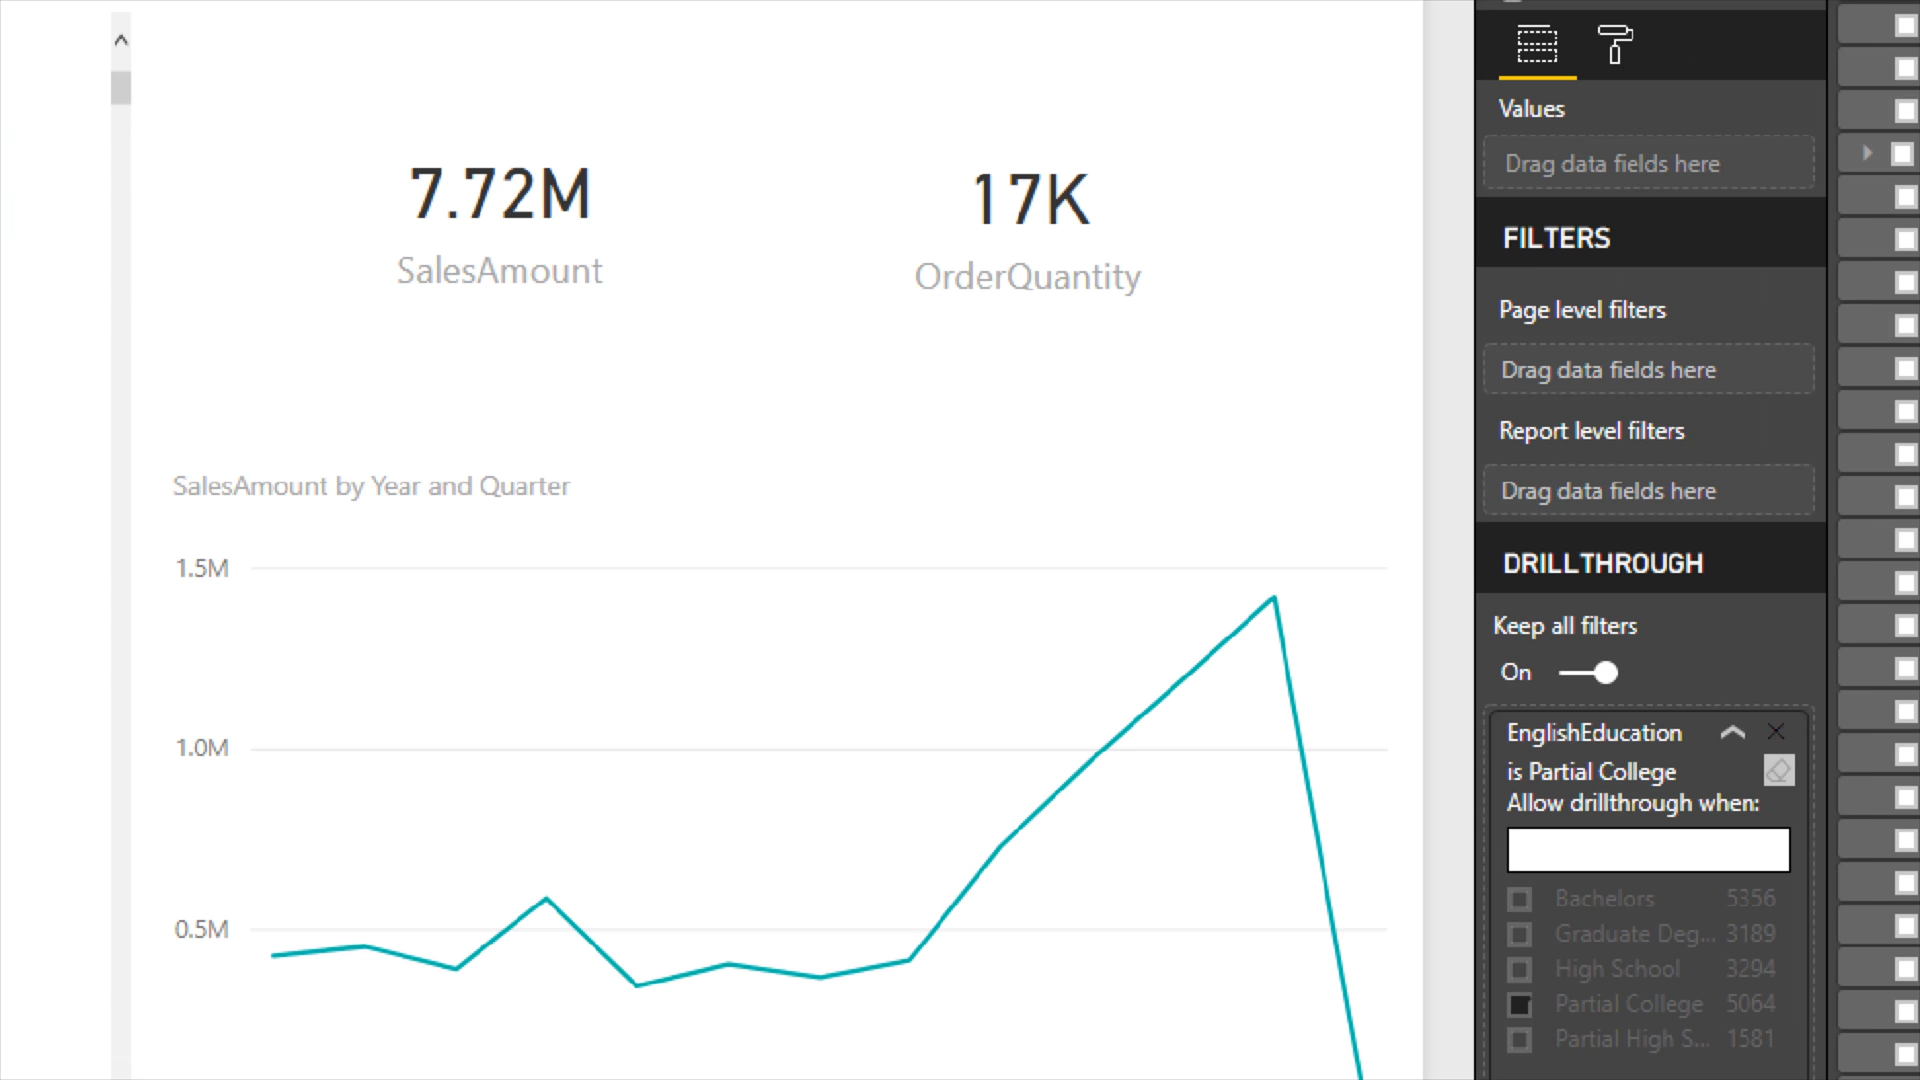 7.72M
SalesAmount
17K
OrderQuantity
SalesAmount by Year and Quarter
1.5M
1.0M
0.5M
Values
Drag data fields here
FILTERS
Page level filters
Drag data fields here
Report level filters
Drag data fields here
DRILLTHROUGH
Keep all filters
On
EnglishEducation
is Partial College
Allow drillthrough when:
Bachelors 5356
Graduate Deg... 3189
High School 3294
Partial College 5064
Partial High S... 1581